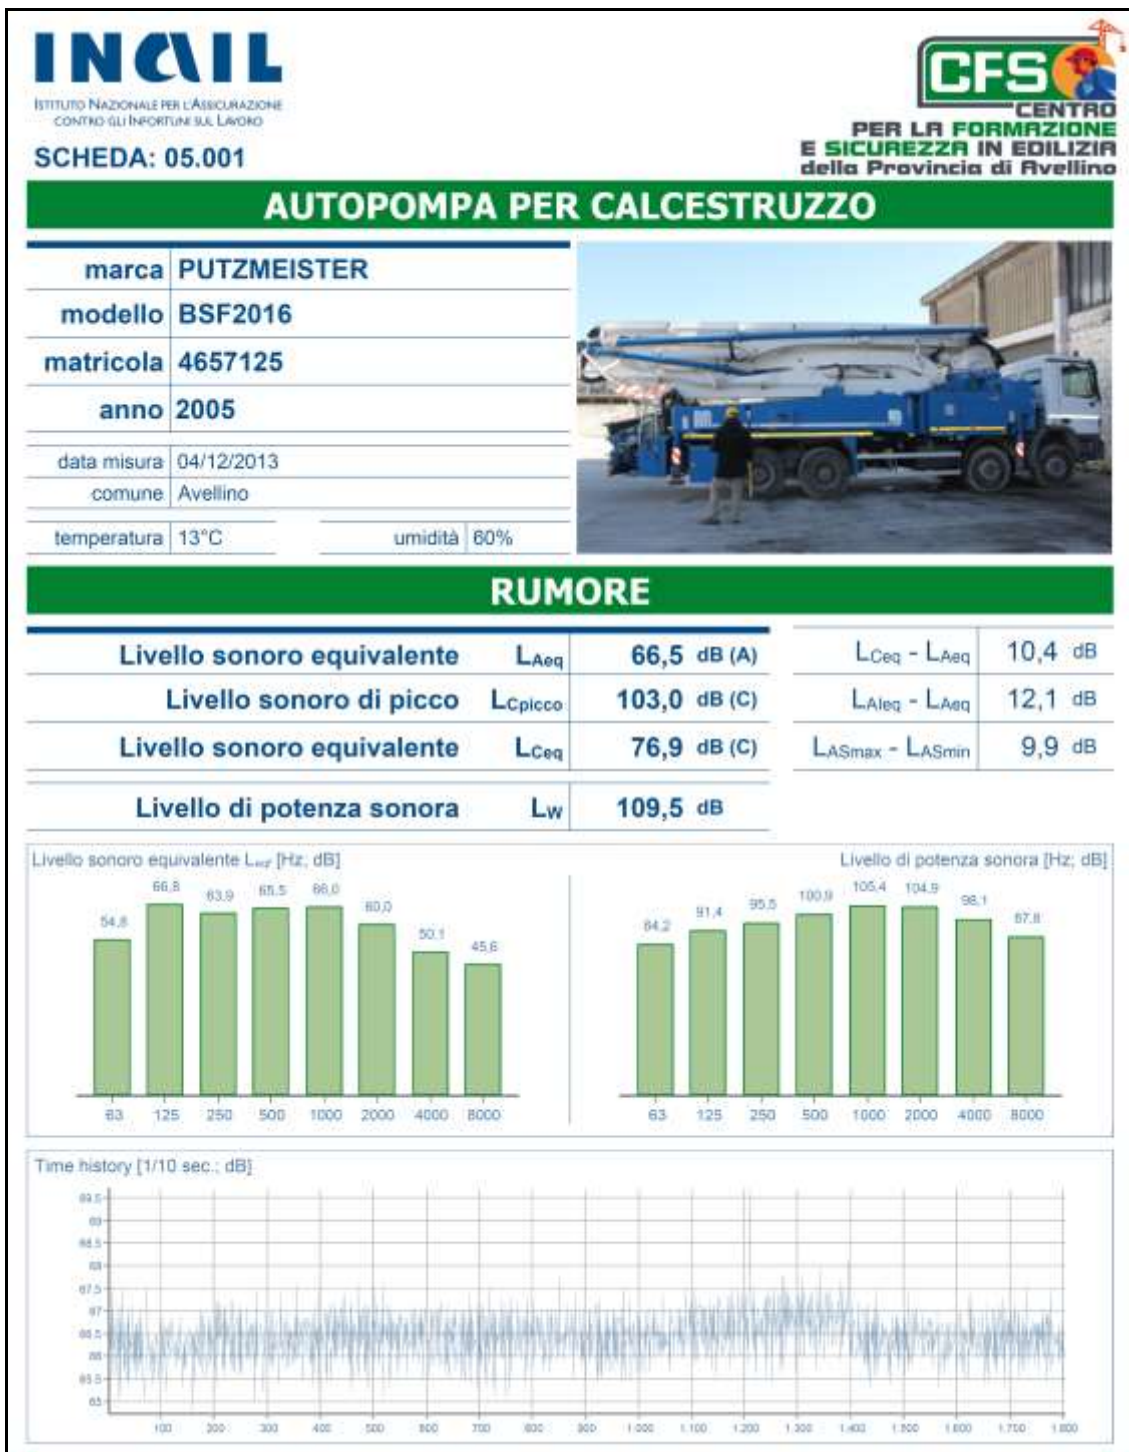 INAIL
ISTITUTO NAZIONALE PER L'ASSICURAZIONE
CONTRO GLI INFORTUNI SUL LAVORO
SCHEDA: 05.001
CFS
CENTRO
PER LA FORMAZIONE
E SICUREZZA IN EDILIZIA
della Provincia di Avellino
AUTOPOMPA PER CALCESTRUZZO
marca PUTZMEISTER
modello BSF2016
matricola 4657125
anno 2005
data misura 04/12/2013
comune Avellino
temperatura 13°C umidità 60%
RUMORE
Livello sonoro equivalente LAeq 66,5 dB (A)
LCeq - LAeq 10,4 dB
Livello sonoro di picco LCpicco 103,0 dB (C)
LAIeq - LAeq 12,1 dB
Livello sonoro equivalente LCeq 76,9 dB (C)
LASmax - LASmin 9,9 dB
Livello di potenza sonora LW 109,5 dB
Livello sonoro equivalente Leqf [Hz; dB]
54,8 66,8 63,9 65,5 66,0 60,0 50,1 45,6
63 125 250 500 1000 2000 4000 8000
Livello di potenza sonora [Hz; dB]
91,4 95,5 100,9 105,4 104,9
63 125 250 500 1000 2000 4000 8000
Time history [1/10 sec.; dB]
100 200 300 400 500 600 700 800 900 1.000 1.100 1.200 1.300 1.400 1.500 1.600 1.700 1.800